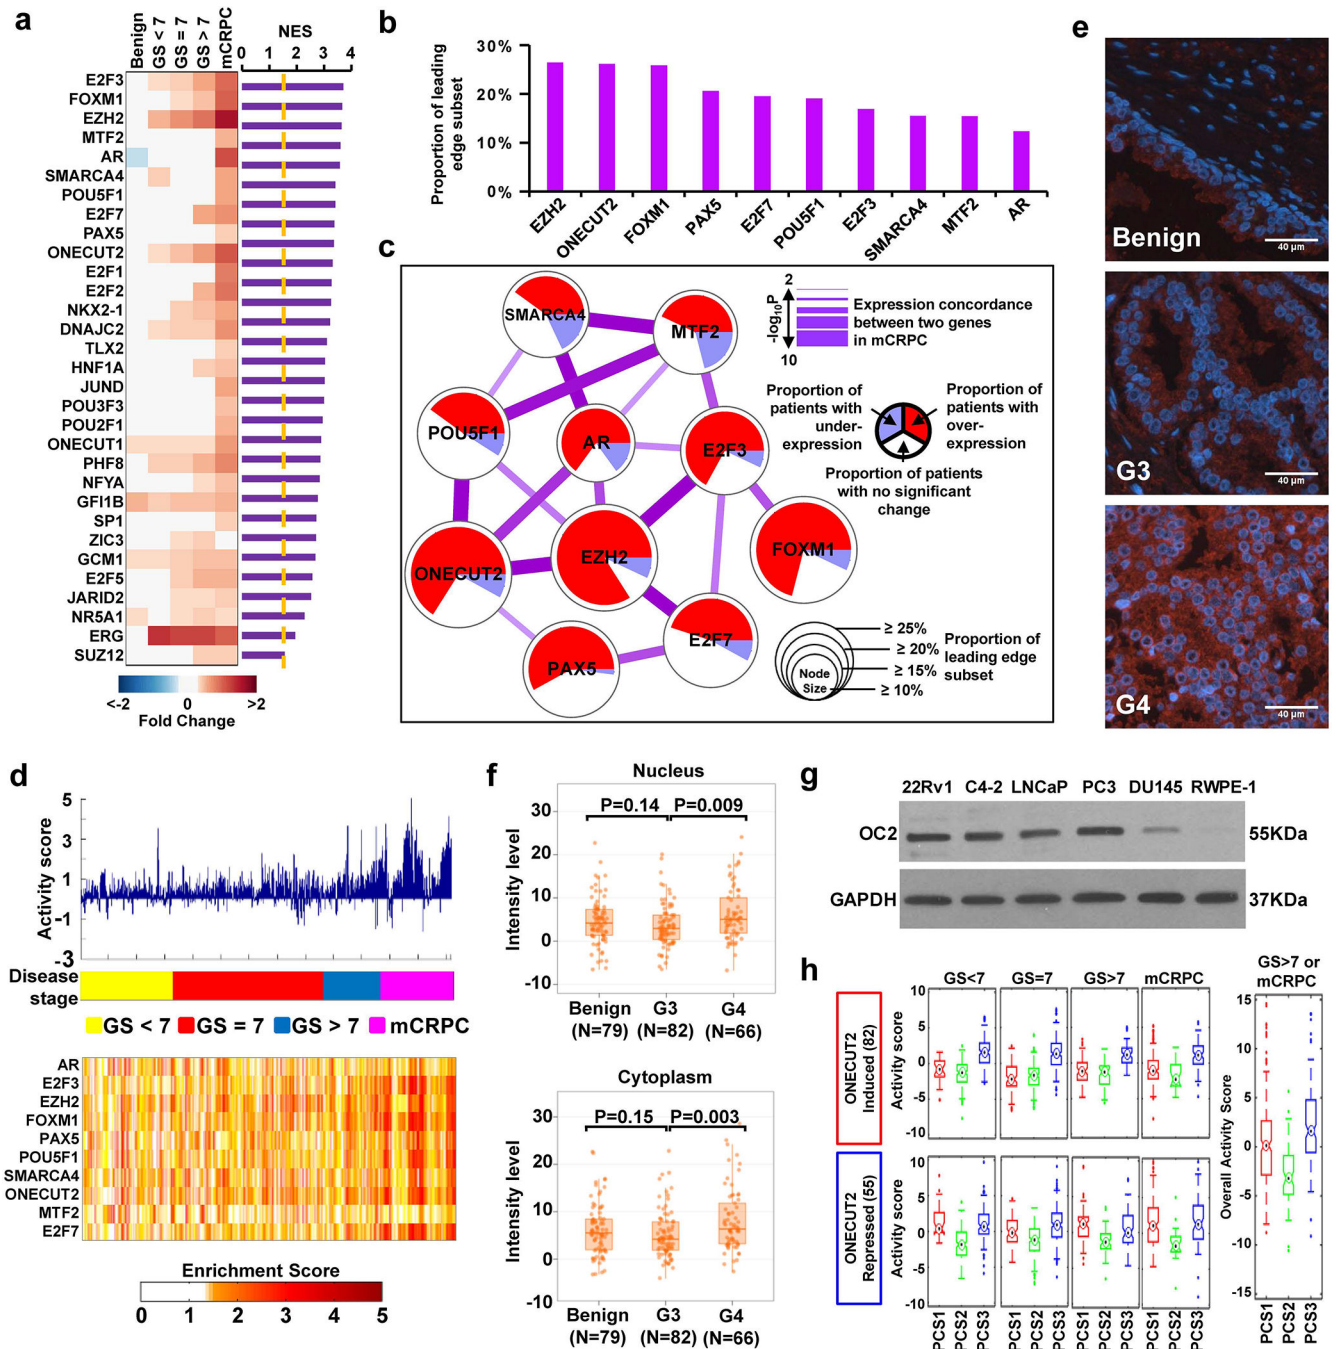 a
Benign
GS < 7
GS = 7
GS > 7
mCRPC
NES
0 1 2 3 4
E2F3
FOXM1
EZH2
MTF2
AR
SMARCA4
POU5F1
E2F7
PAX5
ONECUT2
E2F1
E2F2
NKX2-1
DNAJC2
TLX2
HNF1A
JUND
POU3F3
POU2F1
ONECUT1
PHF8
NFYA
GFI1B
SP1
ZIC3
GCM1
E2F5
JARID2
NR5A1
ERG
SUZ12
<-2 0 >2
Fold Change
b
Proportion of leading
edge subset
30%
20%
10%
0%
EZH2
ONECUT2
FOXM1
PAX5
E2F7
POU5F1
E2F3
SMARCA4
MTF2
AR
c
SMARCA4
MTF2
POU5F1
AR
E2F3
ONECUT2
EZH2
FOXM1
PAX5
E2F7
2
-log10P
10
Expression concordance
between two genes
in mCRPC
Proportion of
patients with
under-
expression
Proportion of
patients with
over-
expression
Proportion of patients
with no significant
change
≥ 25%
≥ 20%
≥ 15%
≥ 10%
Node
Size
Proportion of
leading edge
subset
e
Benign
40 µm
G3
40 µm
G4
40 µm
d
Activity score
5
3
1
-1
-3
Disease
stage
GS < 7 GS = 7 GS > 7 mCRPC
AR
E2F3
EZH2
FOXM1
PAX5
POU5F1
SMARCA4
ONECUT2
MTF2
E2F7
Enrichment Score
0 1 2 3 4 5
f
Nucleus
P=0.14 P=0.009
Intensity level
30
20
10
0
-10
Benign G3 G4
(N=79) (N=82) (N=66)
Cytoplasm
P=0.15 P=0.003
Intensity level
30
20
10
0
-10
Benign G3 G4
(N=79) (N=82) (N=66)
g
22Rv1 C4-2 LNCaP PC3 DU145 RWPE-1
OC2 55KDa
GAPDH 37KDa
h
GS<7 GS=7 GS>7 mCRPC
GS>7 or
mCRPC
ONECUT2
Induced (82)
Activity score
10
5
0
-5
-10
ONECUT2
Repressed (55)
Activity score
10
5
0
-5
-10
PCS1 PCS2 PCS3 PCS1 PCS2 PCS3 PCS1 PCS2 PCS3 PCS1 PCS2 PCS3
Overall Activity Score
15
10
5
0
-5
-10
-15
PCS1 PCS2 PCS3